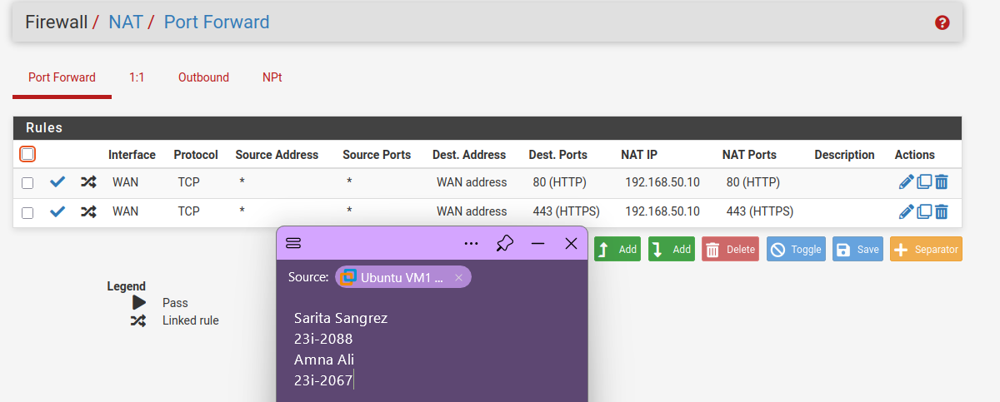 Firewall / NAT / Port Forward
Port Forward 1:1 Outbound NPt
Rules
Interface Protocol Source Address Source Ports Dest. Address Dest. Ports NAT IP NAT Ports Description Actions
WAN TCP * * WAN address 80 (HTTP) 192.168.50.10 80 (HTTP)
WAN TCP * * WAN address 443 (HTTPS) 192.168.50.10 443 (HTTPS)
Add Add Delete Toggle Save Separator
Source: Ubuntu VM1 ...
Legend
Pass
Linked rule
Sarita Sangrez
23i-2088
Amna Ali
23i-2067